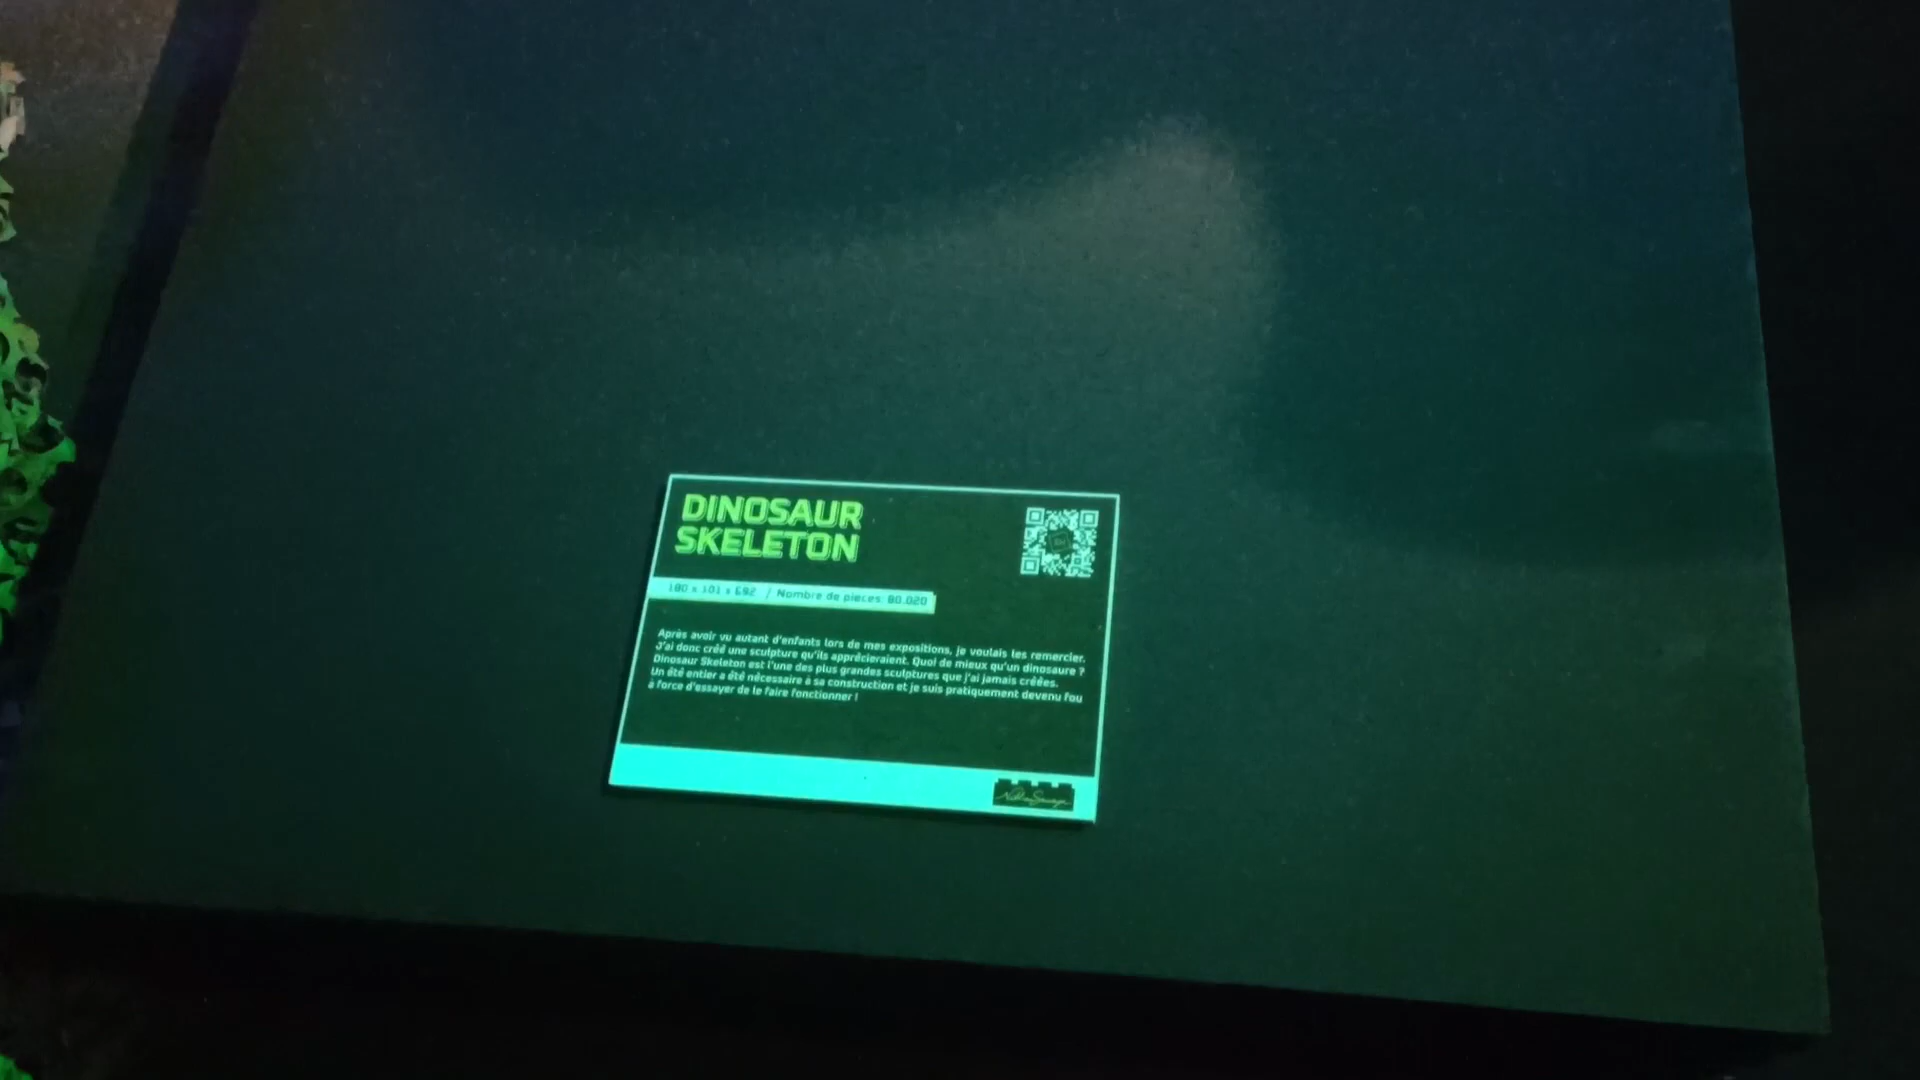 DINOSAUR
SKELETON
180 x 101 x 692 / Nombre de pièces: 80.020
Après avoir vu autant d'enfants lors de mes expositions, je voulais les remercier.
J'ai donc créé une sculpture qu'ils apprécieraient. Quoi de mieux qu'un dinosaure ?
Dinosaur Skeleton est l'une des plus grandes sculptures que j'ai jamais créées.
Un été entier a été nécessaire à sa construction et je suis pratiquement devenu fou
à force d'essayer de le faire fonctionner !